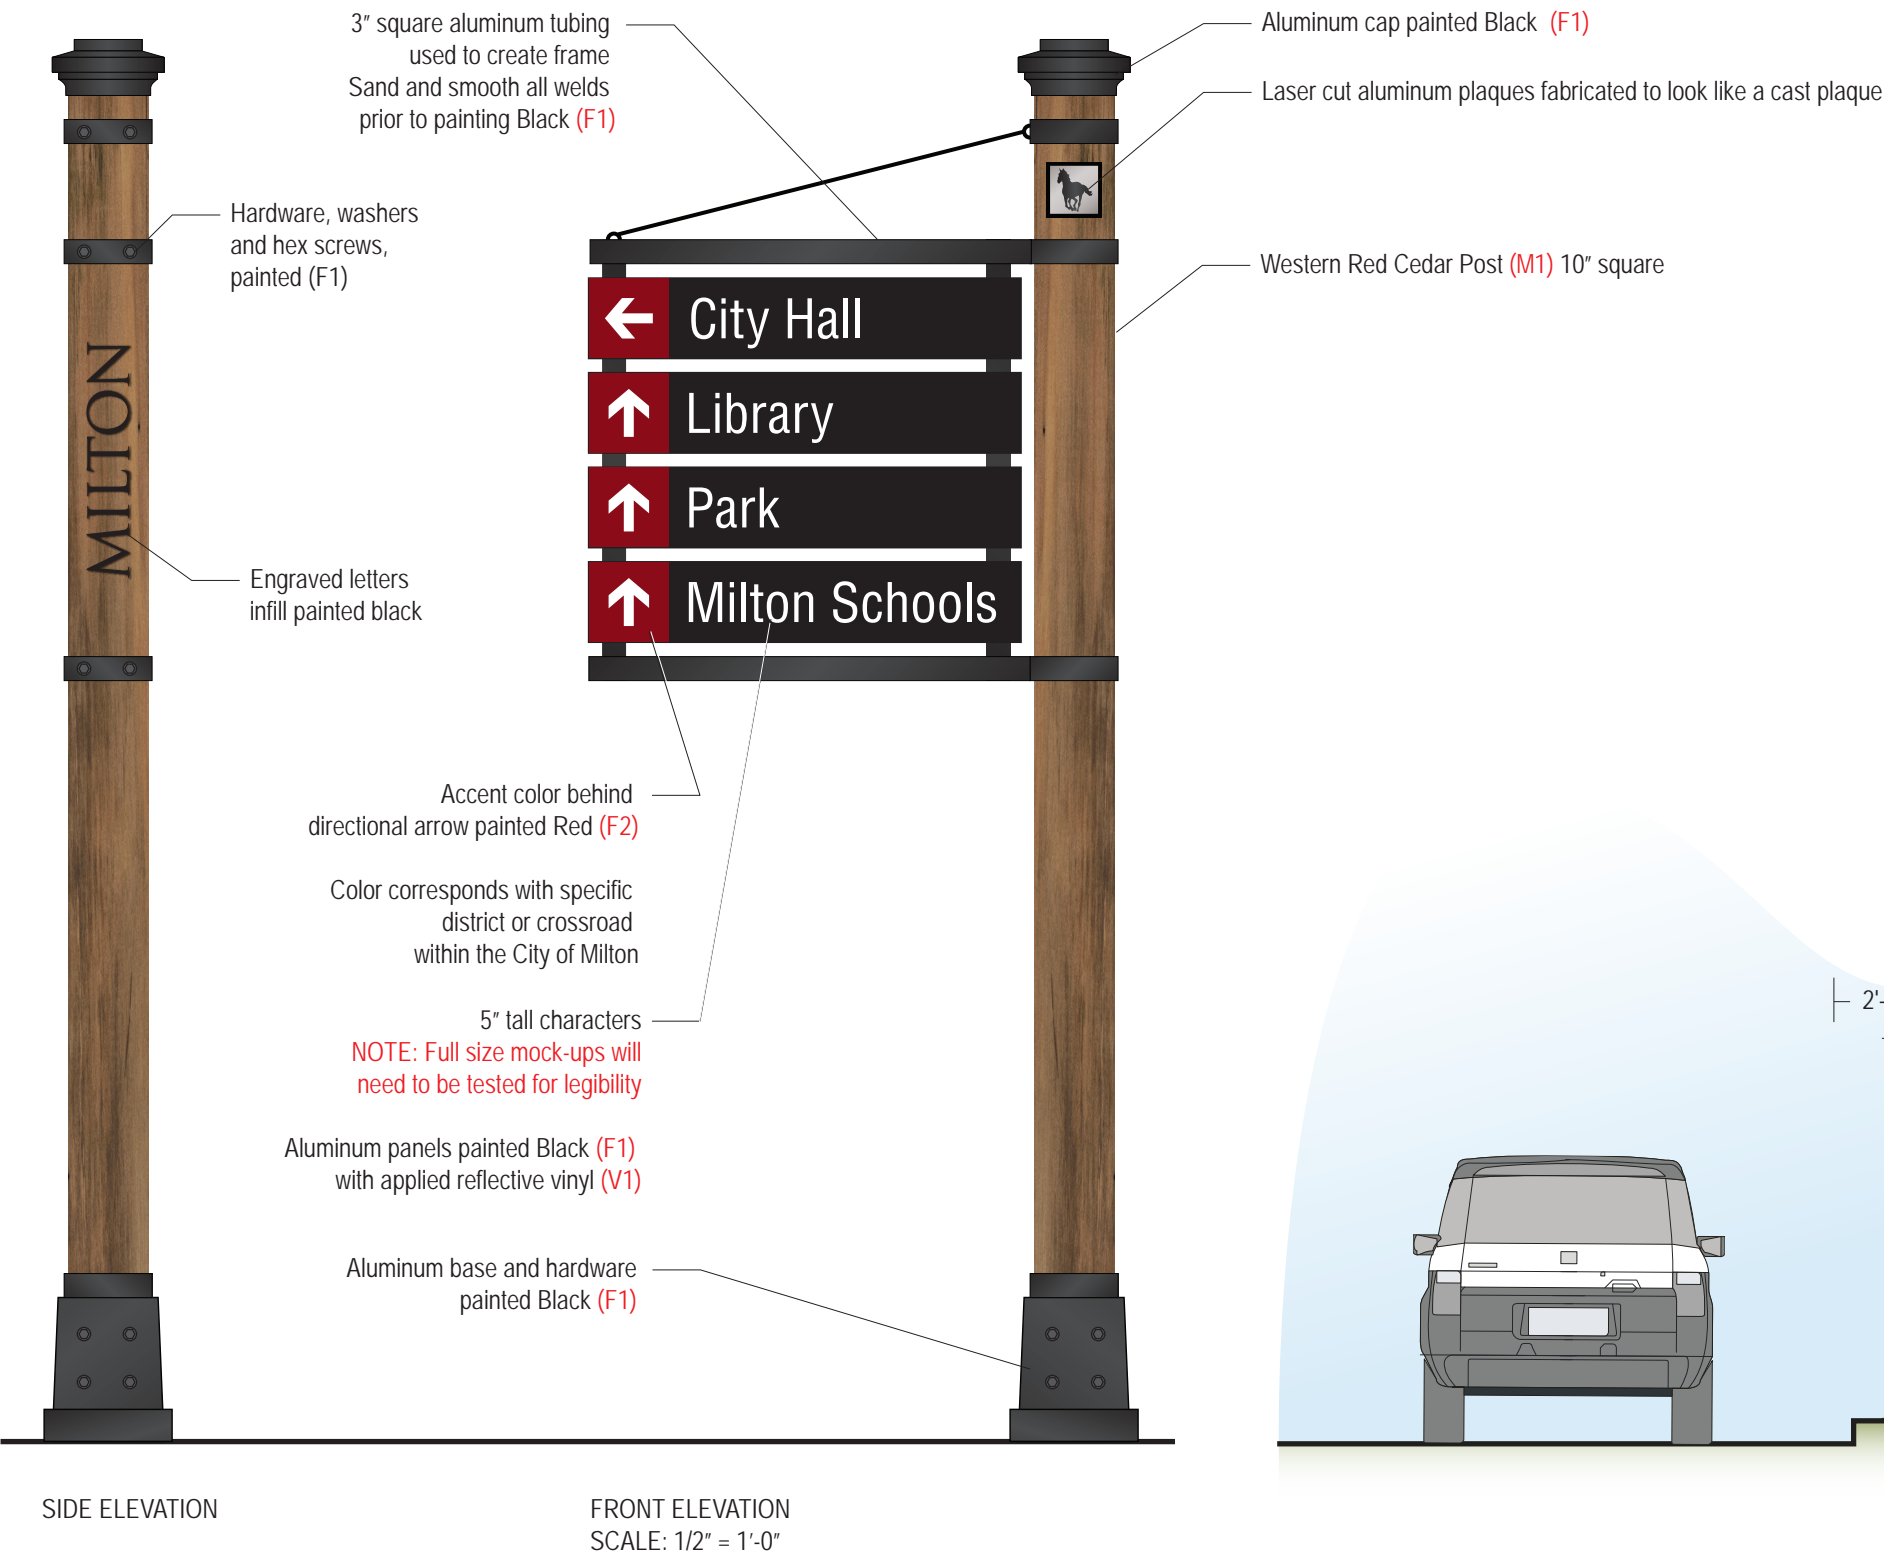 3" square aluminum tubing
used to create frame
Sand and smooth all welds
prior to painting Black (F1)
Aluminum cap painted Black (F1)
Laser cut aluminum plaques fabricated to look like a cast plaque
Hardware, washers
and hex screws,
painted (F1)
Western Red Cedar Post (M1) 10" square
City Hall
Library
Park
Milton Schools
MILTON
Engraved letters
infill painted black
Accent color behind
directional arrow painted Red (F2)
Color corresponds with specific
district or crossroad
within the City of Milton
5" tall characters
NOTE: Full size mock-ups will
need to be tested for legibility
Aluminum panels painted Black (F1)
with applied reflective vinyl (V1)
Aluminum base and hardware
painted Black (F1)
2'-
SIDE ELEVATION
FRONT ELEVATION
SCALE: 1/2" = 1'-0"